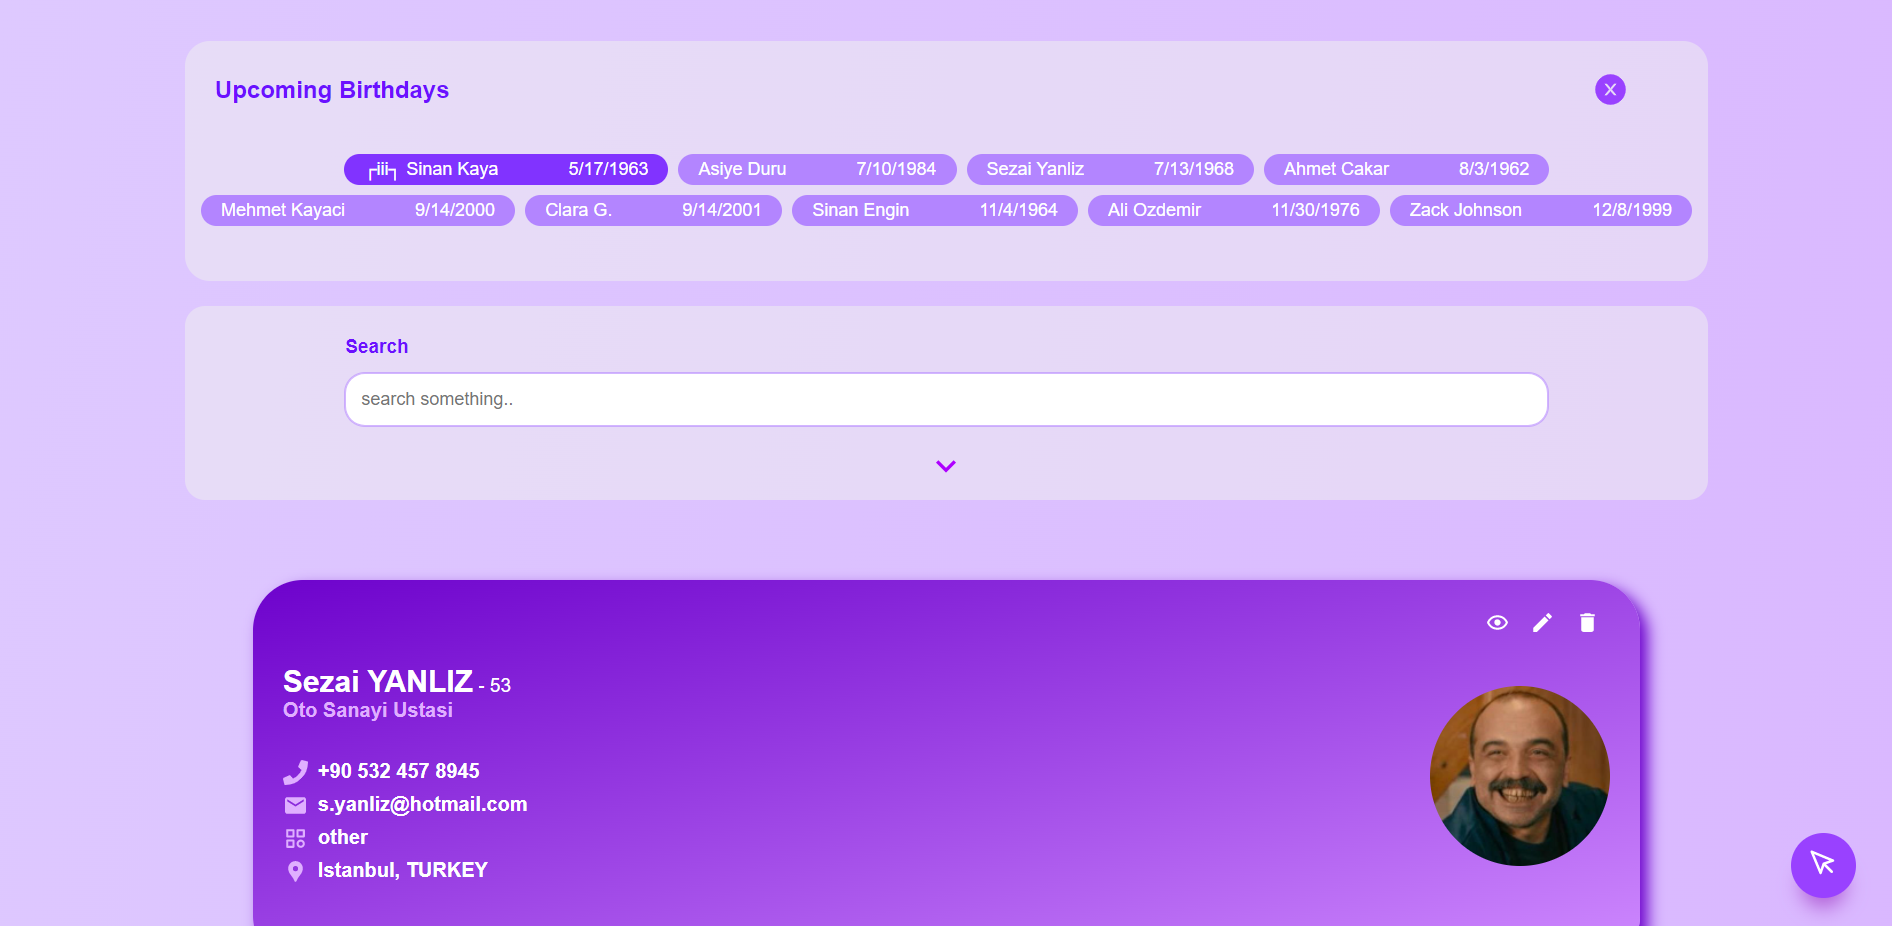 Upcoming Birthdays
X
┌iii┐ Sinan Kaya 5/17/1963
Asiye Duru 7/10/1984
Sezai Yanliz 7/13/1968
Ahmet Cakar 8/3/1962
Mehmet Kayaci 9/14/2000
Clara G. 9/14/2001
Sinan Engin 11/4/1964
Ali Ozdemir 11/30/1976
Zack Johnson 12/8/1999
Search
search something..
Sezai YANLIZ - 53
Oto Sanayi Ustasi
+90 532 457 8945
s.yanliz@hotmail.com
other
Istanbul, TURKEY